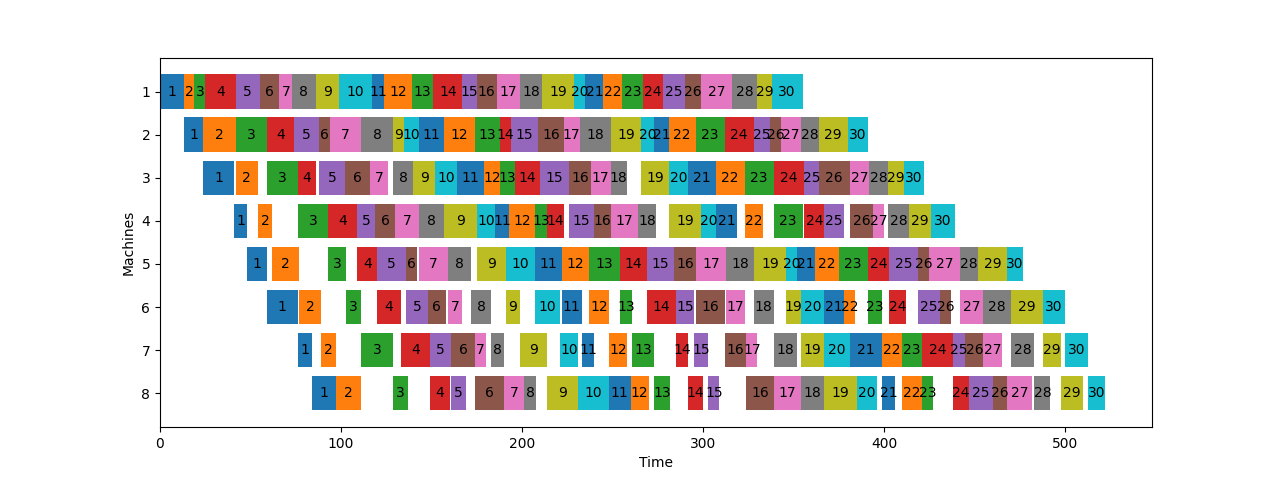 1 1 2 3 4 5 6 7 8 9 10 11 12 13 14 15 16 17 18 19 20 21 22 23 24 25 26 27 28 29 30
2 1 2 3 4 5 6 7 8 9 10 11 12 13 14 15 16 17 18 19 20 21 22 23 24 25 26 27 28 29 30
3 1 2 3 4 5 6 7 8 9 10 11 12 13 14 15 16 17 18 19 20 21 22 23 24 25 26 27 28 29 30
4 1 2 3 4 5 6 7 8 9 10 11 12 13 14 15 16 17 18 19 20 21 22 23 24 25 26 27 28 29 30
Machines
5 1 2 3 4 5 6 7 8 9 10 11 12 13 14 15 16 17 18 19 20 21 22 23 24 25 26 27 28 29 30
6 1 2 3 4 5 6 7 8 9 10 11 12 13 14 15 16 17 18 19 20 21 22 23 24 25 26 27 28 29 30
7 1 2 3 4 5 6 7 8 9 10 11 12 13 14 15 16 17 18 19 20 21 22 23 24 25 26 27 28 29 30
8 1 2 3 4 5 6 7 8 9 10 11 12 13 14 15 16 17 18 19 20 21 22 23 24 25 26 27 28 29 30
0 100 200 300 400 500
Time